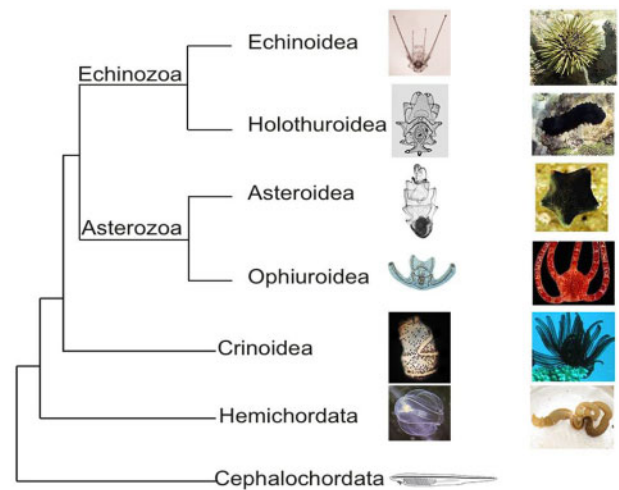 Echinoidea
Echinozoa
Holothuroidea
Asteroidea
Asterozoa
Ophiuroidea
Crinoidea
Hemichordata
Cephalochordata